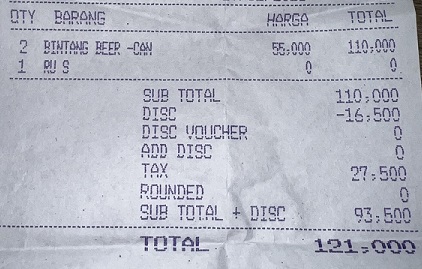 QTY BARANG HARGA TOTAL
2 BINTANG BEER -CAN 55,000 110,000
1 RU S 0 0
SUB TOTAL 110,000
DISC -16,500
DISC VOUCHER 0
ADD DISC 0
TAX 27,500
ROUNDED 0
SUB TOTAL + DISC 93,500
TOTAL 121,000